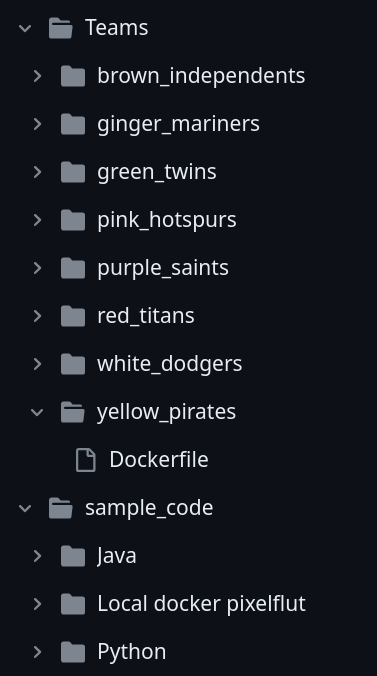 Teams
brown_independents
ginger_mariners
green_twins
pink_hotspurs
purple_saints
red_titans
white_dodgers
yellow_pirates
Dockerfile
sample_code
Java
Local docker pixelflut
Python